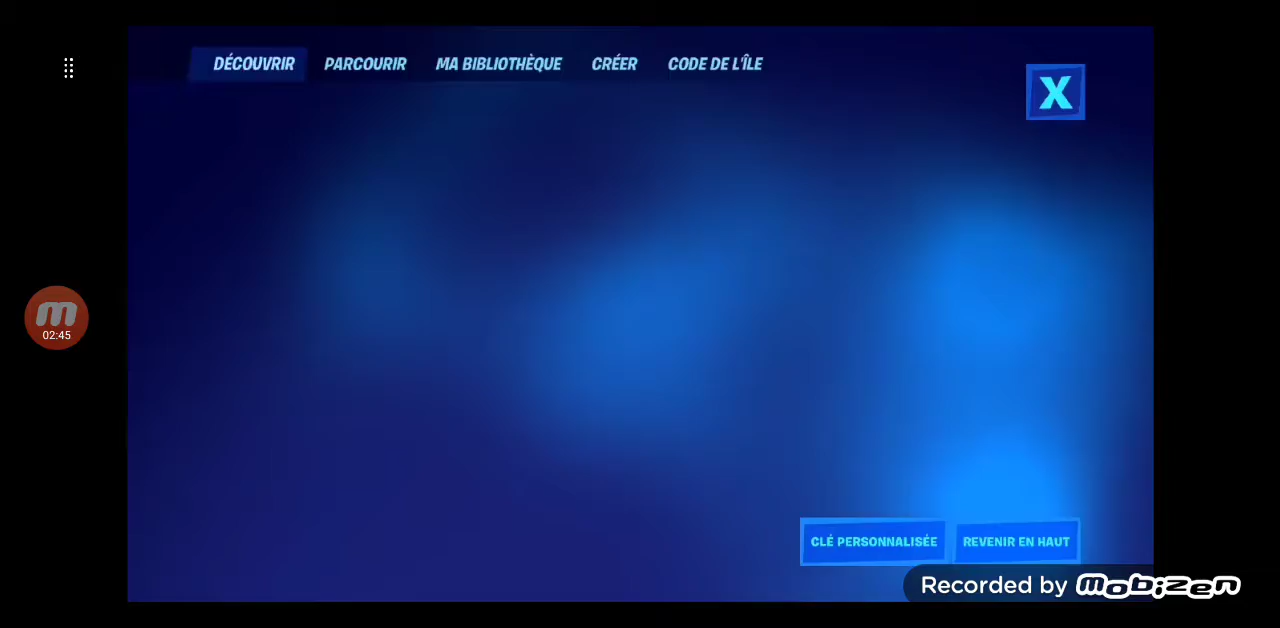 DÉCOUVRIR PARCOURIR MA BIBLIOTHÈQUE CRÉER CODE DE L'ÎLE
X
02:45
CLÉ PERSONNALISÉE REVENIR EN HAUT
Recorded by mobizen